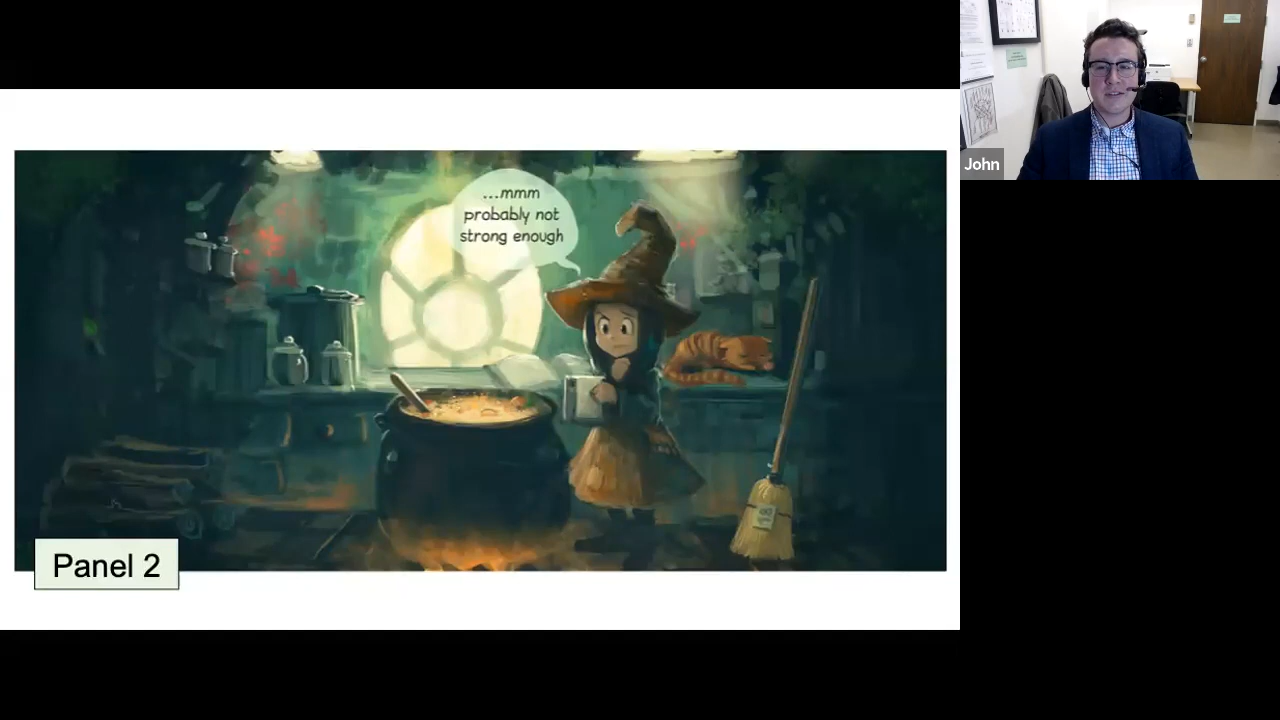 ...mmm
probably not
strong enough
John
Panel 2